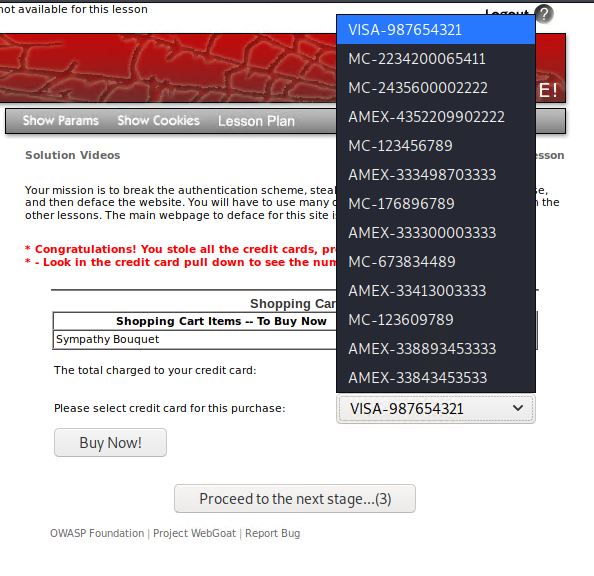 not available for this lesson
Logout ?
E!
Show Params Show Cookies Lesson Plan
Solution Videos
esson
Your mission is to break the authentication scheme, steal
se,
and then deface the website. You will have to use many o
n the
other lessons. The main webpage to deface for this site i
* Congratulations! You stole all the credit cards, pr
* - Look in the credit card pull down to see the num
Shopping Car
Shopping Cart Items -- To Buy Now
Sympathy Bouquet
The total charged to your credit card:
Please select credit card for this purchase:
VISA-987654321
MC-2234200065411
MC-2435600002222
AMEX-4352209902222
MC-123456789
AMEX-333498703333
MC-176896789
AMEX-333300003333
MC-673834489
AMEX-33413003333
MC-123609789
AMEX-338893453333
AMEX-33843453533
VISA-987654321
Buy Now!
Proceed to the next stage...(3)
OWASP Foundation | Project WebGoat | Report Bug